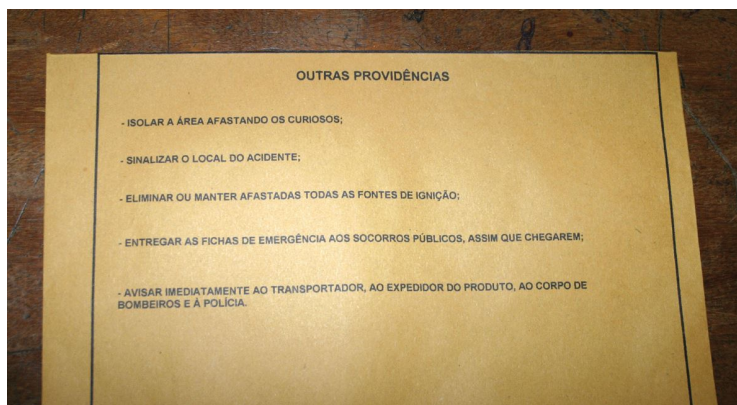 OUTRAS PROVIDÊNCIAS
- ISOLAR A ÁREA AFASTANDO OS CURIOSOS;
- SINALIZAR O LOCAL DO ACIDENTE;
- ELIMINAR OU MANTER AFASTADAS TODAS AS FONTES DE IGNIÇÃO;
- ENTREGAR AS FICHAS DE EMERGÊNCIA AOS SOCORROS PÚBLICOS, ASSIM QUE CHEGAREM;
- AVISAR IMEDIATAMENTE AO TRANSPORTADOR, AO EXPEDIDOR DO PRODUTO, AO CORPO DE
BOMBEIROS E À POLÍCIA.